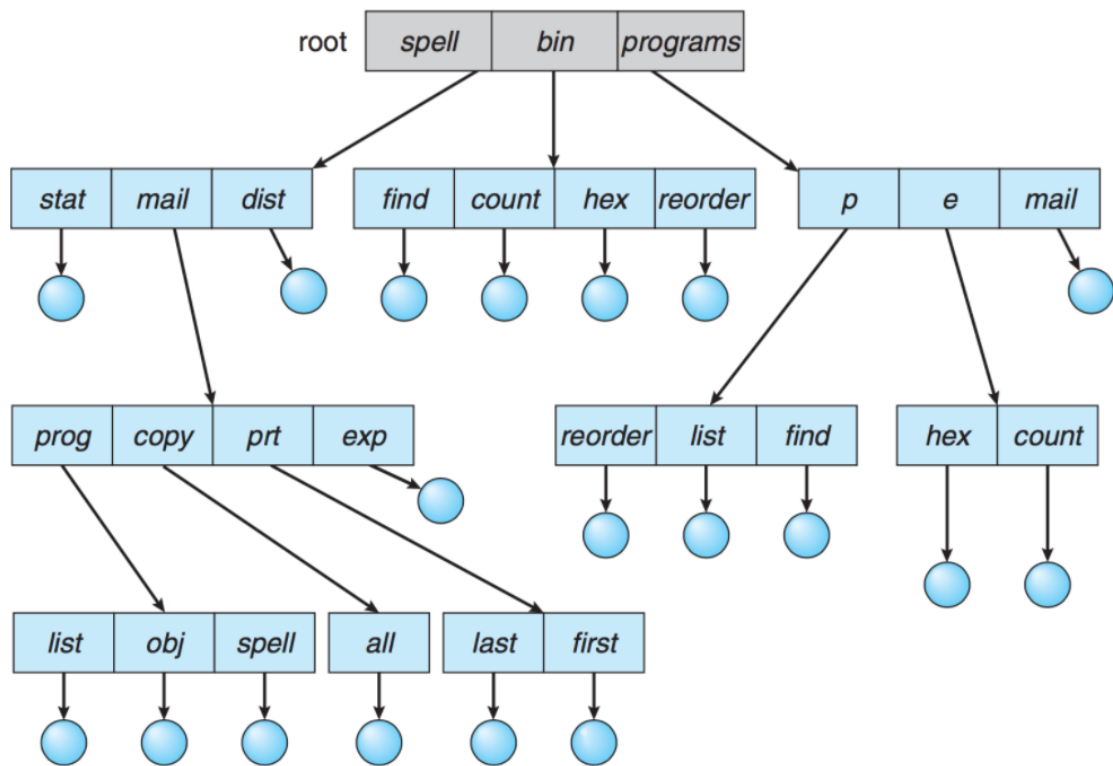 root spell bin programs
stat mail dist find count hex reorder p e mail
prog copy prt exp reorder list find hex count
list obj spell all last first